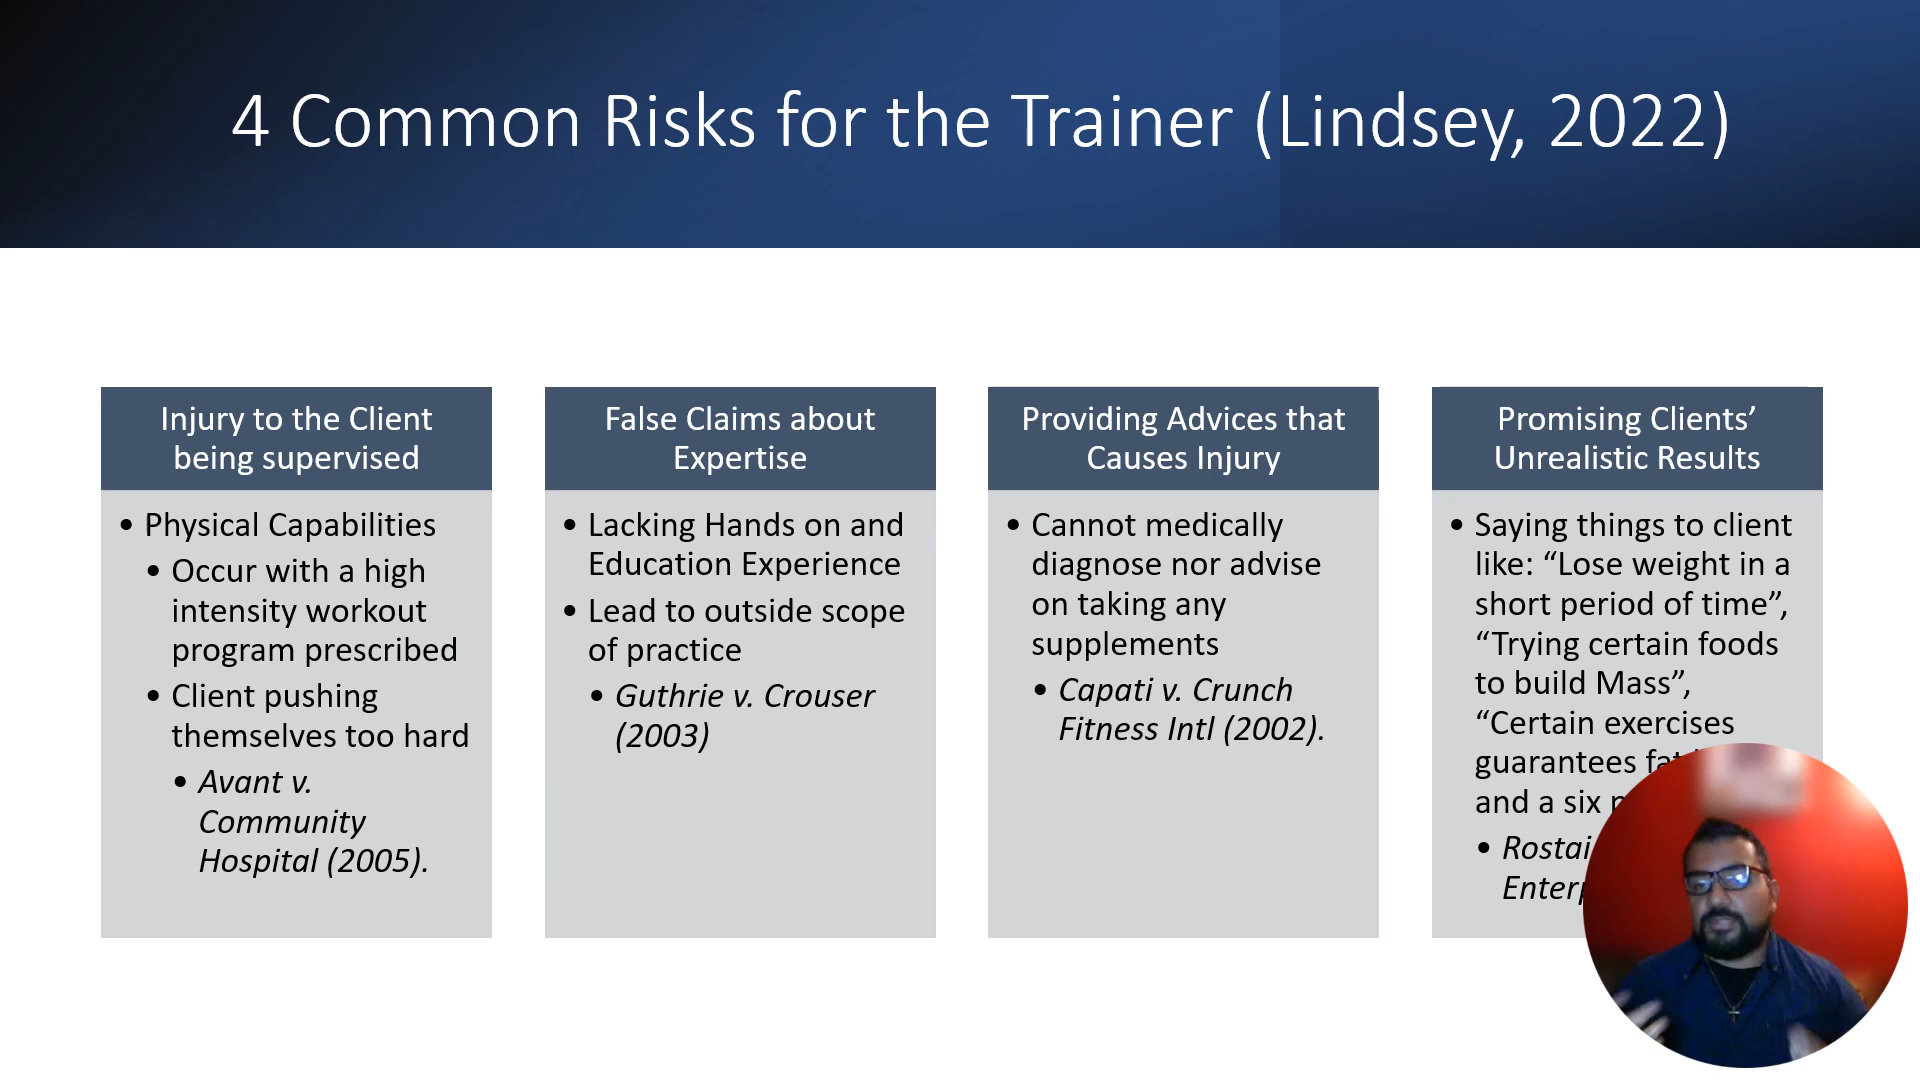 4 Common Risks for the Trainer (Lindsey, 2022)
Injury to the Client
being supervised
• Physical Capabilities
• Occur with a high
intensity workout
program prescribed
• Client pushing
themselves too hard
• Avant v.
Community
Hospital (2005).
False Claims about
Expertise
• Lacking Hands on and
Education Experience
• Lead to outside scope
of practice
• Guthrie v. Crouser
(2003)
Providing Advices that
Causes Injury
• Cannot medically
diagnose nor advise
on taking any
supplements
• Capati v. Crunch
Fitness Intl (2002).
Promising Clients’
Unrealistic Results
• Saying things to client
like: “Lose weight in a
short period of time”,
“Trying certain foods
to build Mass”,
“Certain exercises
guarantees
and a six
•